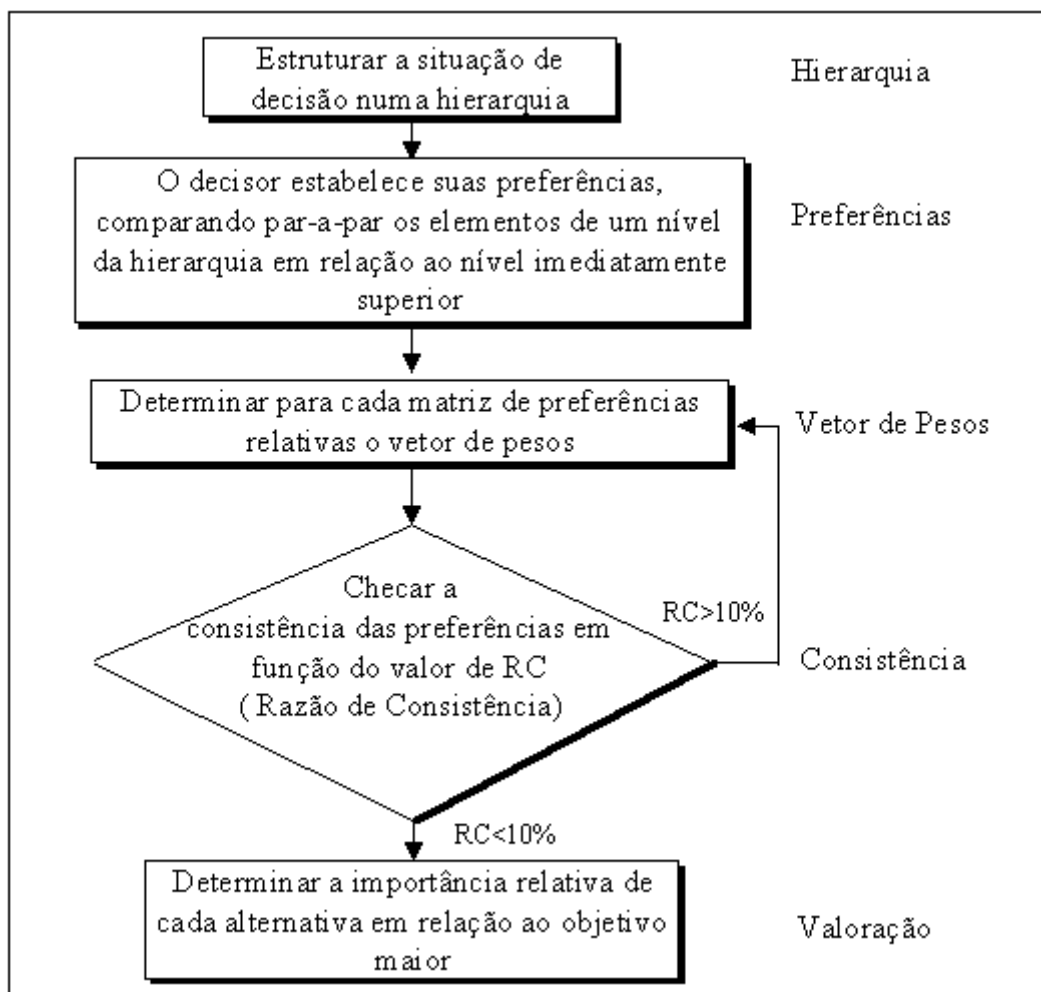 Estruturar a situação de
decisão numa hierarquia
Hierarquia
O decisor estabelece suas preferências,
comparando par-a-par os elementos de um nível
da hierarquia em relação ao nível imediatamente
superior
Preferências
Determinar para cada matriz de preferências
relativas o vetor de pesos
Vetor de Pesos
Checar a
consistência das preferências em
função do valor de RC
( Razão de Consistência)
RC>10%
Consistência
RC<10%
Determinar a importância relativa de
cada alternativa em relação ao objetivo
maior
Valoração